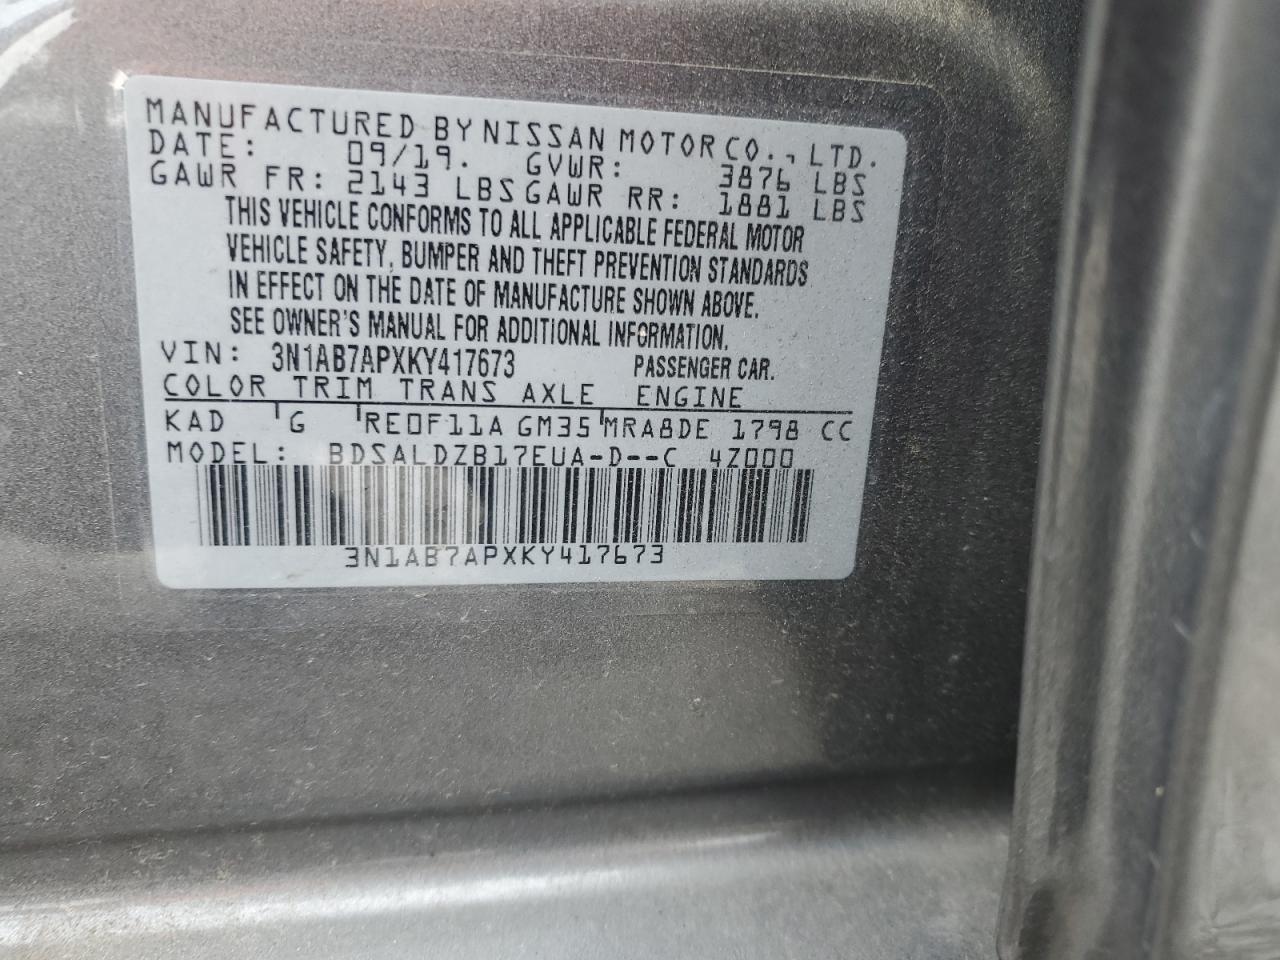 MANUFACTURED BY NISSAN MOTOR CO., LTD.
DATE: 09/19. GVWR: 3876 LBS
GAWR FR: 2143 LBS GAWR RR: 1881 LBS
THIS VEHICLE CONFORMS TO ALL APPLICABLE FEDERAL MOTOR
VEHICLE SAFETY, BUMPER AND THEFT PREVENTION STANDARDS
IN EFFECT ON THE DATE OF MANUFACTURE SHOWN ABOVE.
SEE OWNER'S MANUAL FOR ADDITIONAL INFORMATION.
VIN: 3N1AB7APXKY417673 PASSENGER CAR.
COLOR TRIM TRANS AXLE ENGINE
KAD G RE0F11A GM35 MRA8DE 1798 CC
MODEL: BDSALDZB17EUA-D--C 4Z000
3N1AB7APXKY417673